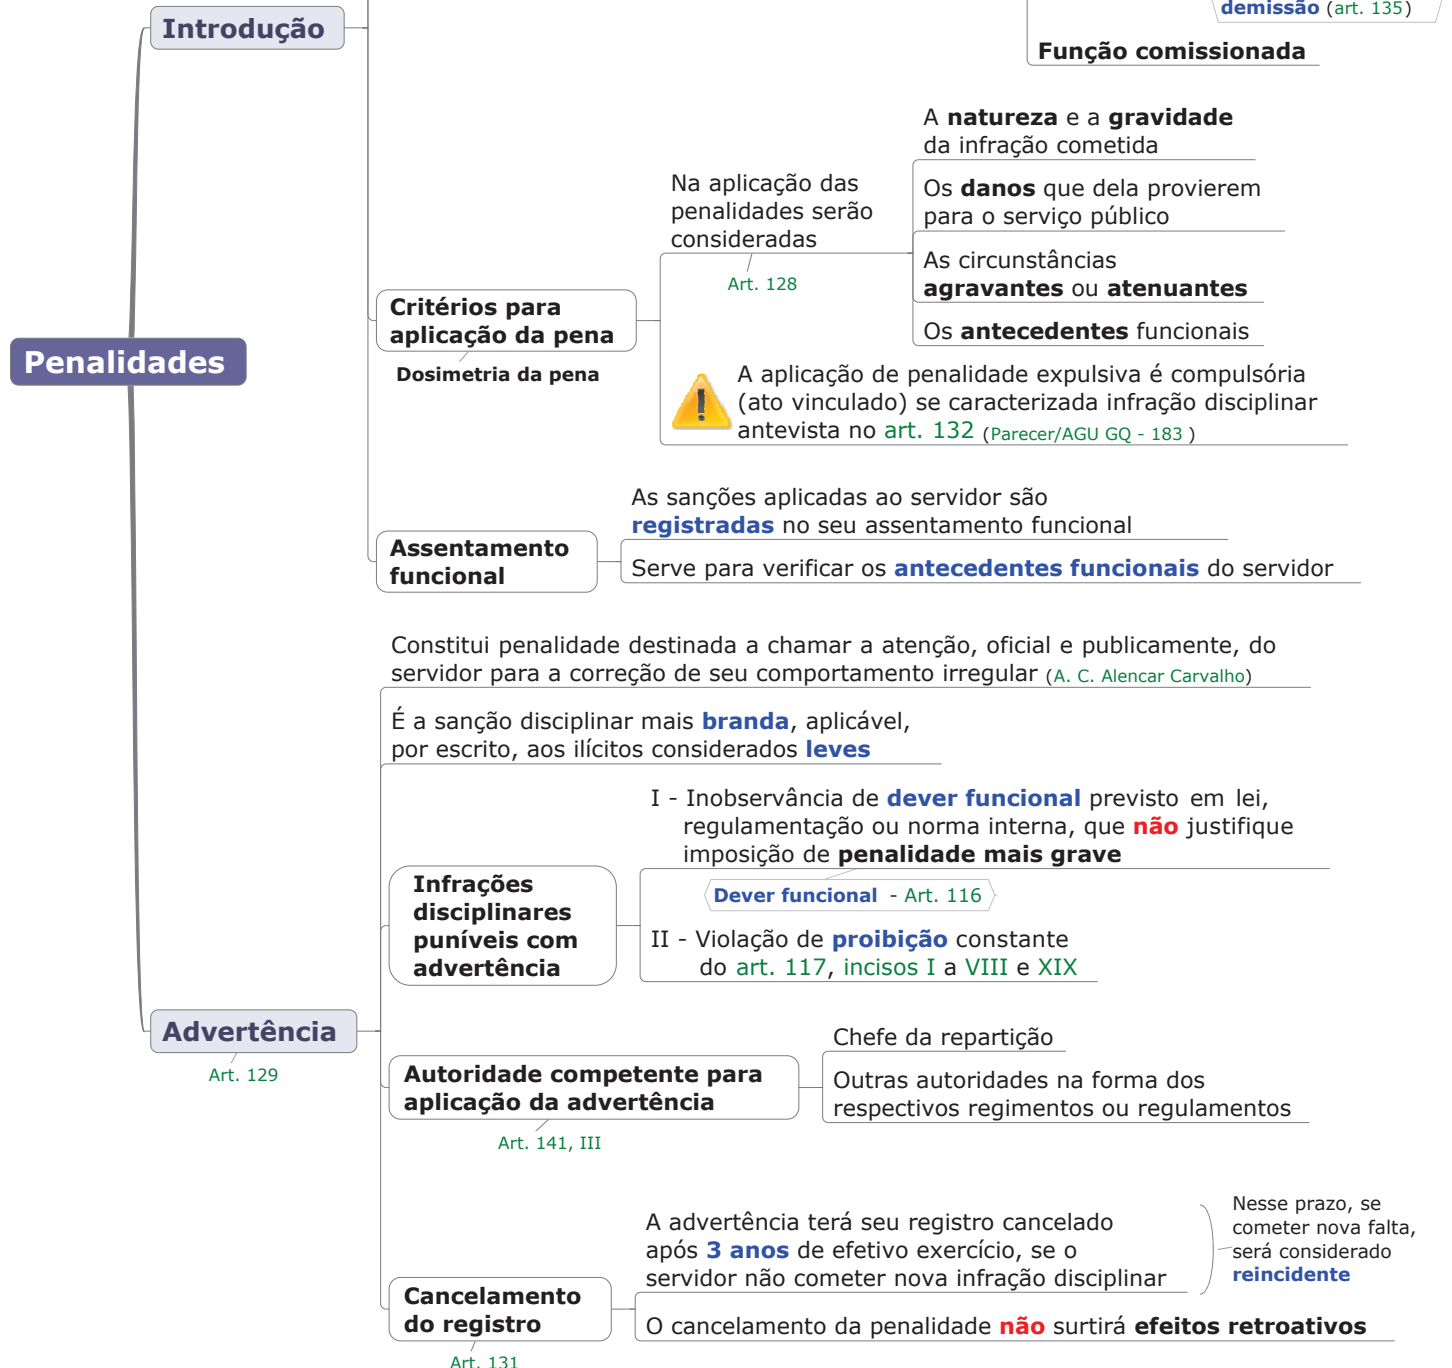 demissão (art. 135)
Introdução
Função comissionada
A natureza e a gravidade
da infração cometida
Na aplicação das
penalidades serão
consideradas
Art. 128
Os danos que dela provierem
para o serviço público
As circunstâncias
agravantes ou atenuantes
Os antecedentes funcionais
Critérios para
aplicação da pena
Dosimetria da pena
Penalidades
A aplicação de penalidade expulsiva é compulsória
(ato vinculado) se caracterizada infração disciplinar
antevista no art. 132 (Parecer/AGU GQ - 183 )
Assentamento
funcional
As sanções aplicadas ao servidor são
registradas no seu assentamento funcional
Serve para verificar os antecedentes funcionais do servidor
Constitui penalidade destinada a chamar a atenção, oficial e publicamente, do
servidor para a correção de seu comportamento irregular (A. C. Alencar Carvalho)
É a sanção disciplinar mais branda, aplicável,
por escrito, aos ilícitos considerados leves
Infrações
disciplinares
puníveis com
advertência
I - Inobservância de dever funcional previsto em lei,
regulamentação ou norma interna, que não justifique
imposição de penalidade mais grave
Dever funcional - Art. 116
II - Violação de proibição constante
do art. 117, incisos I a VIII e XIX
Advertência
Art. 129
Autoridade competente para
aplicação da advertência
Art. 141, III
Chefe da repartição
Outras autoridades na forma dos
respectivos regimentos ou regulamentos
Cancelamento
do registro
Art. 131
A advertência terá seu registro cancelado
após 3 anos de efetivo exercício, se o
servidor não cometer nova infração disciplinar
Nesse prazo, se
cometer nova falta,
será considerado
reincidente
O cancelamento da penalidade não surtirá efeitos retroativos